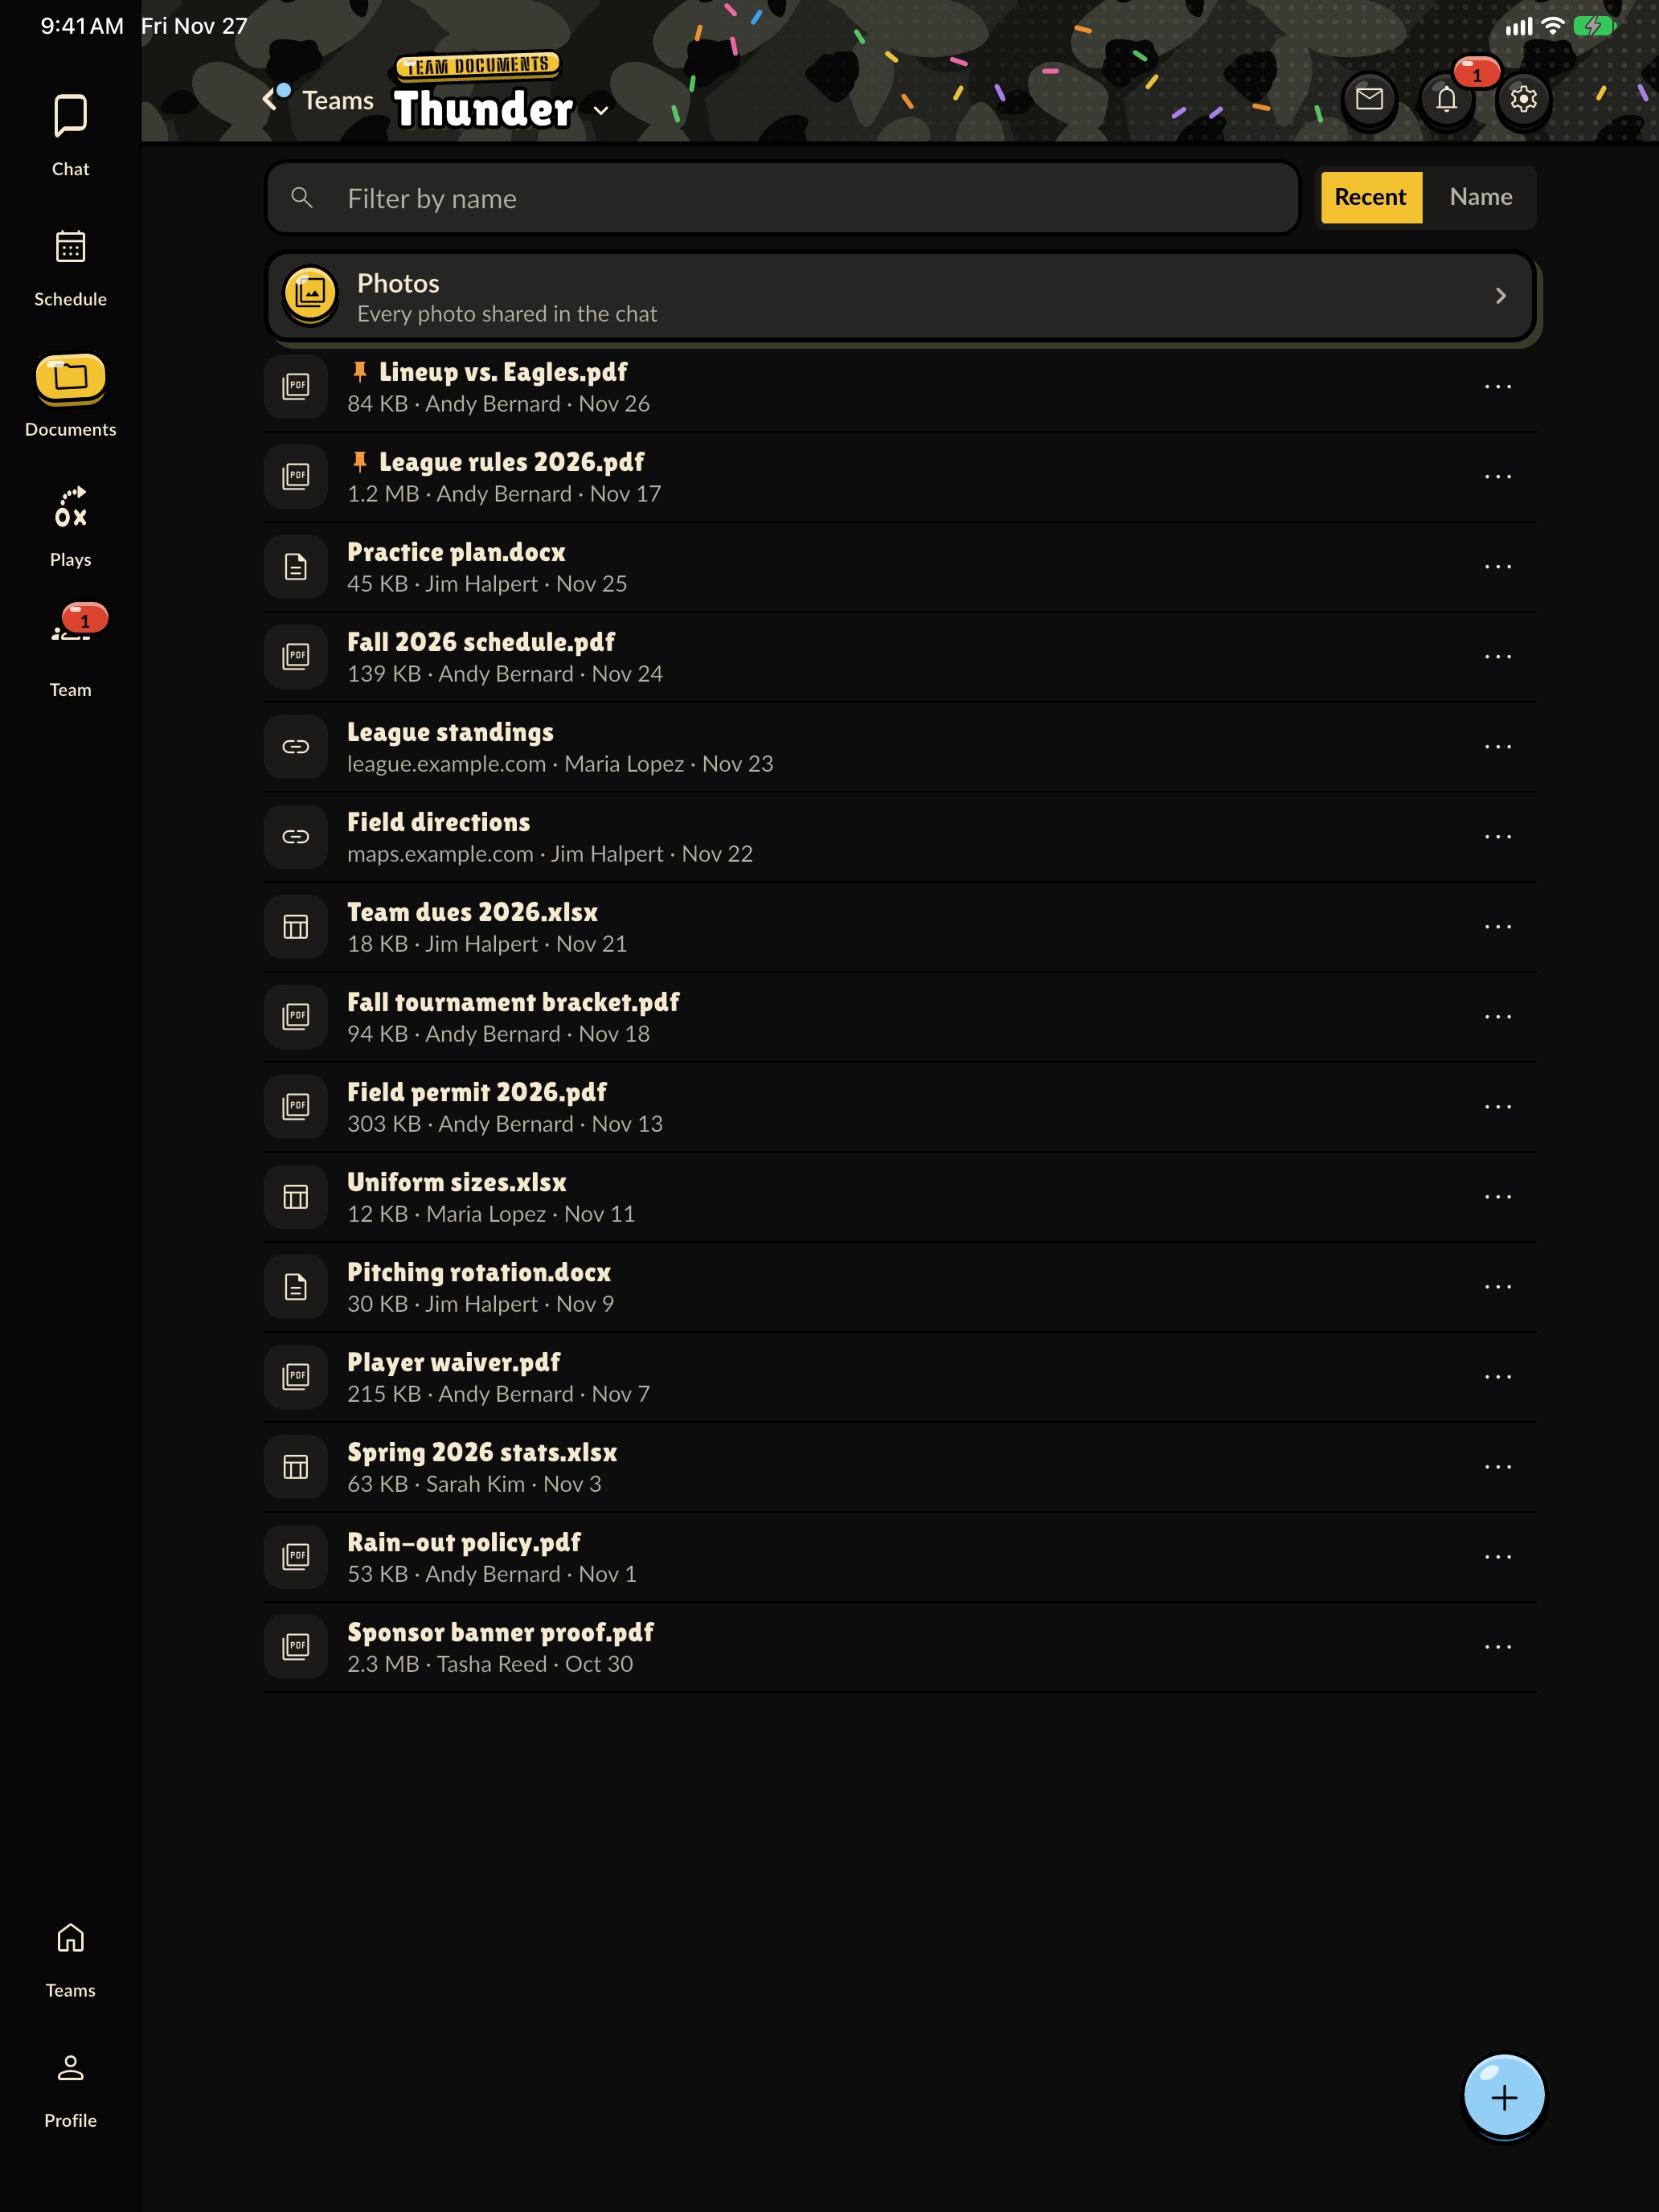 9:41 AM Fri Nov 27
TEAM DOCUMENTS
Teams
Thunder
1
Chat
Schedule
Documents
Plays
1
Team
Teams
Profile
Filter by name
Recent
Name
Photos
Every photo shared in the chat
PDF
Lineup vs. Eagles.pdf
84 KB · Andy Bernard · Nov 26
PDF
League rules 2026.pdf
1.2 MB · Andy Bernard · Nov 17
Practice plan.docx
45 KB · Jim Halpert · Nov 25
PDF
Fall 2026 schedule.pdf
139 KB · Andy Bernard · Nov 24
League standings
league.example.com · Maria Lopez · Nov 23
Field directions
maps.example.com · Jim Halpert · Nov 22
Team dues 2026.xlsx
18 KB · Jim Halpert · Nov 21
PDF
Fall tournament bracket.pdf
94 KB · Andy Bernard · Nov 18
PDF
Field permit 2026.pdf
303 KB · Andy Bernard · Nov 13
Uniform sizes.xlsx
12 KB · Maria Lopez · Nov 11
Pitching rotation.docx
30 KB · Jim Halpert · Nov 9
PDF
Player waiver.pdf
215 KB · Andy Bernard · Nov 7
Spring 2026 stats.xlsx
63 KB · Sarah Kim · Nov 3
PDF
Rain-out policy.pdf
53 KB · Andy Bernard · Nov 1
PDF
Sponsor banner proof.pdf
2.3 MB · Tasha Reed · Oct 30